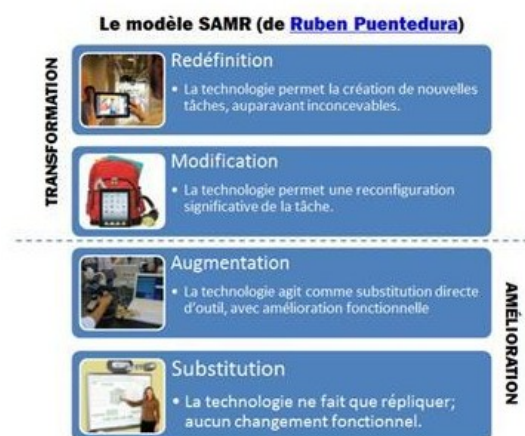 Le modèle SAMR (de Ruben Puentedura)
TRANSFORMATION
Redéfinition
• La technologie permet la création de nouvelles
tâches, auparavant inconcevables.
Modification
• La technologie permet une reconfiguration
significative de la tâche.
Augmentation
• La technologie agit comme substitution directe
d'outil, avec amélioration fonctionnelle
Substitution
• La technologie ne fait que répliquer;
aucun changement fonctionnel.
AMÉLIORATION